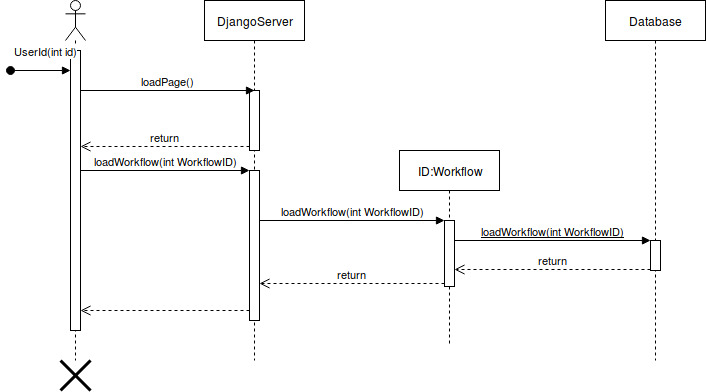 DjangoServer
Database
UserId(int id)
loadPage()
return
loadWorkflow(int WorkflowID)
ID:Workflow
loadWorkflow(int WorkflowID)
loadWorkflow(int WorkflowID)
return
return